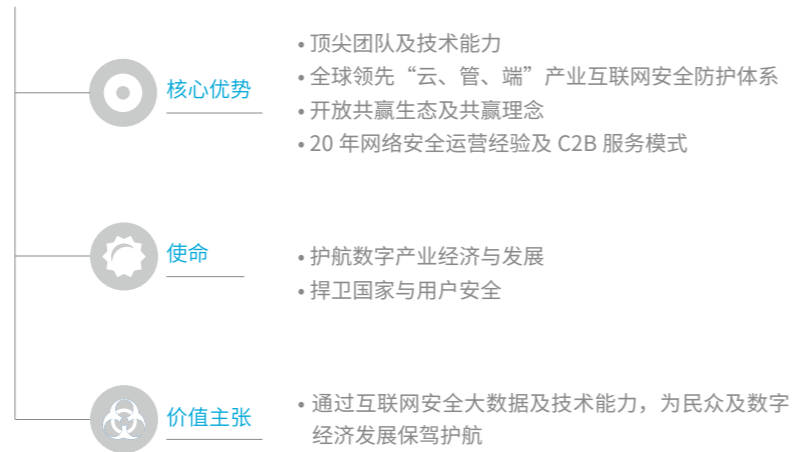 核心优势
• 顶尖团队及技术能力
• 全球领先“云、管、端”产业互联网安全防护体系
• 开放共赢生态及共赢理念
• 20 年网络安全运营经验及 C2B 服务模式
使命
• 护航数字产业经济与发展
• 捍卫国家与用户安全
价值主张
• 通过互联网安全大数据及技术能力，为民众及数字
经济发展保驾护航